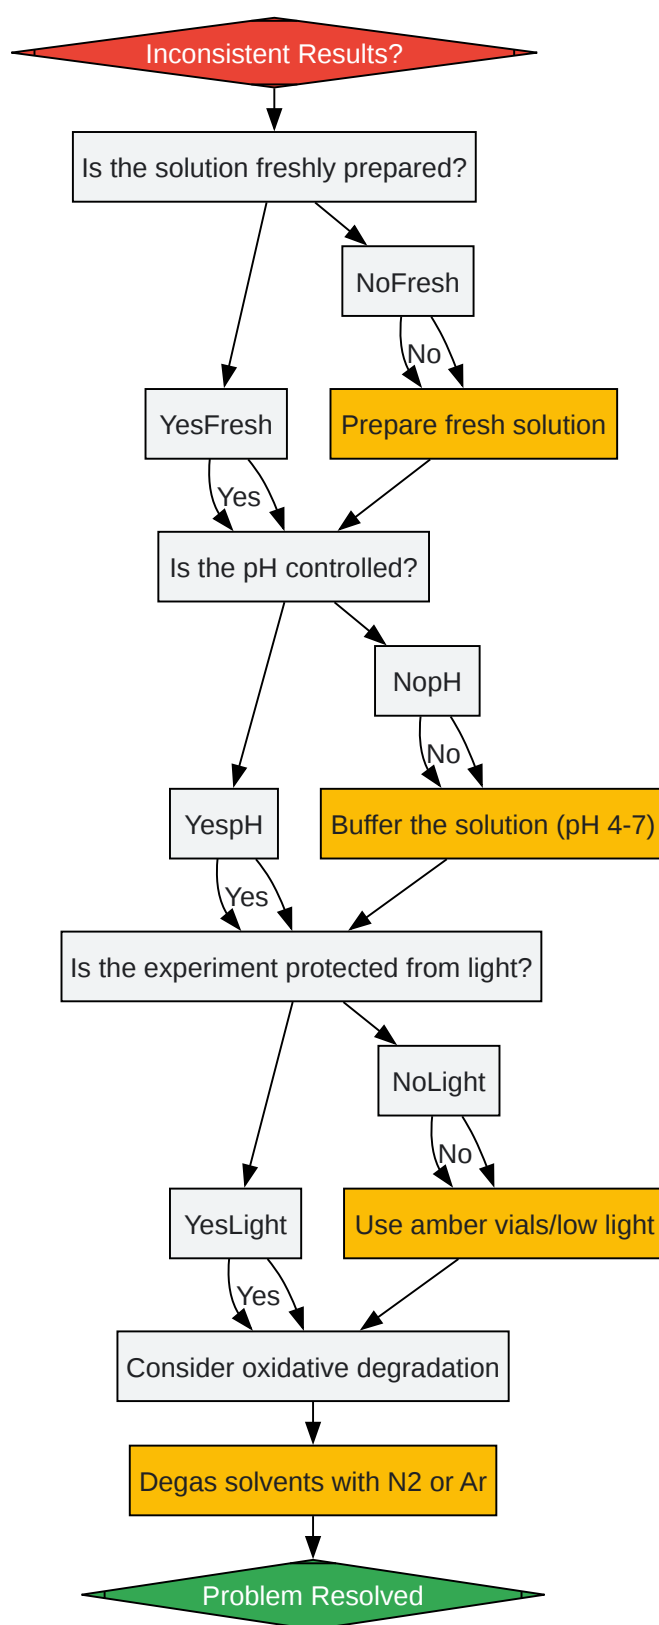 Inconsistent Results?
Is the solution freshly prepared?
NoFresh
No
YesFresh
Prepare fresh solution
Yes
Is the pH controlled?
NopH
No
YespH
Buffer the solution (pH 4-7)
Yes
Is the experiment protected from light?
NoLight
No
YesLight
Use amber vials/low light
Yes
Consider oxidative degradation
Degas solvents with N2 or Ar
Problem Resolved